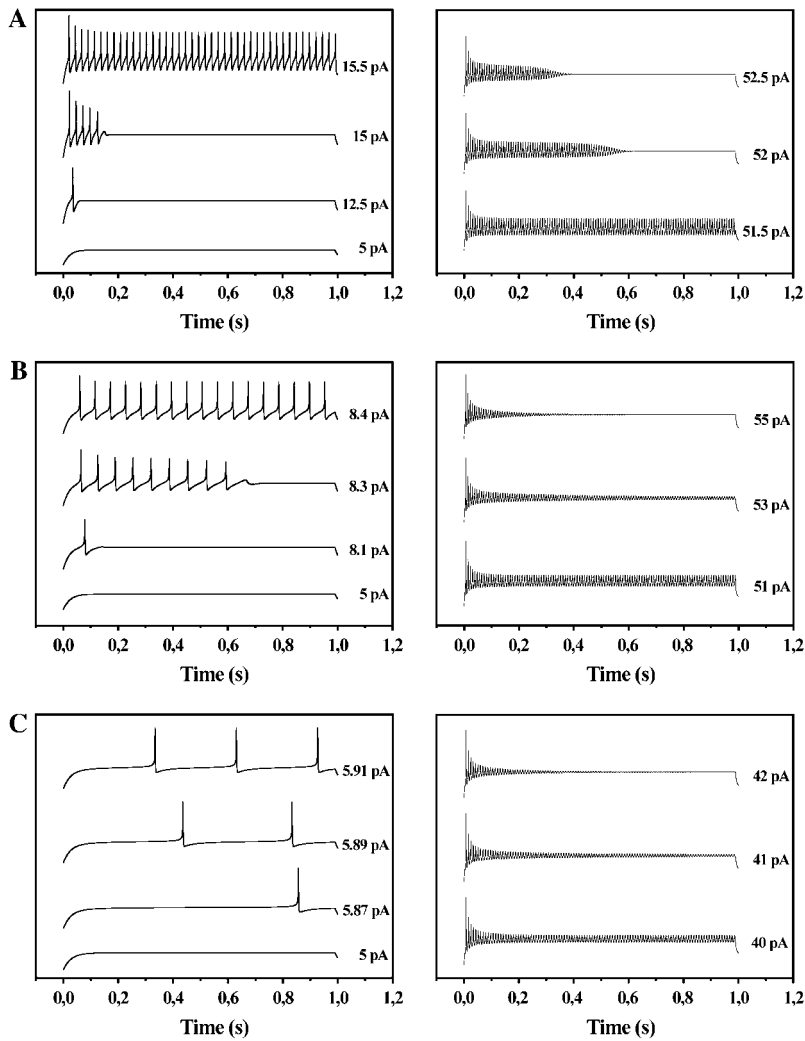 A
15.5 pA
15 pA
12.5 pA
5 pA
0,0 0,2 0,4 0,6 0,8 1,0 1,2
Time (s)
52.5 pA
52 pA
51.5 pA
0,0 0,2 0,4 0,6 0,8 1,0 1,2
Time (s)
B
8.4 pA
8.3 pA
8.1 pA
5 pA
0,0 0,2 0,4 0,6 0,8 1,0 1,2
Time (s)
55 pA
53 pA
51 pA
0,0 0,2 0,4 0,6 0,8 1,0 1,2
Time (s)
C
5.91 pA
5.89 pA
5.87 pA
5 pA
0,0 0,2 0,4 0,6 0,8 1,0 1,2
Time (s)
42 pA
41 pA
40 pA
0,0 0,2 0,4 0,6 0,8 1,0 1,2
Time (s)